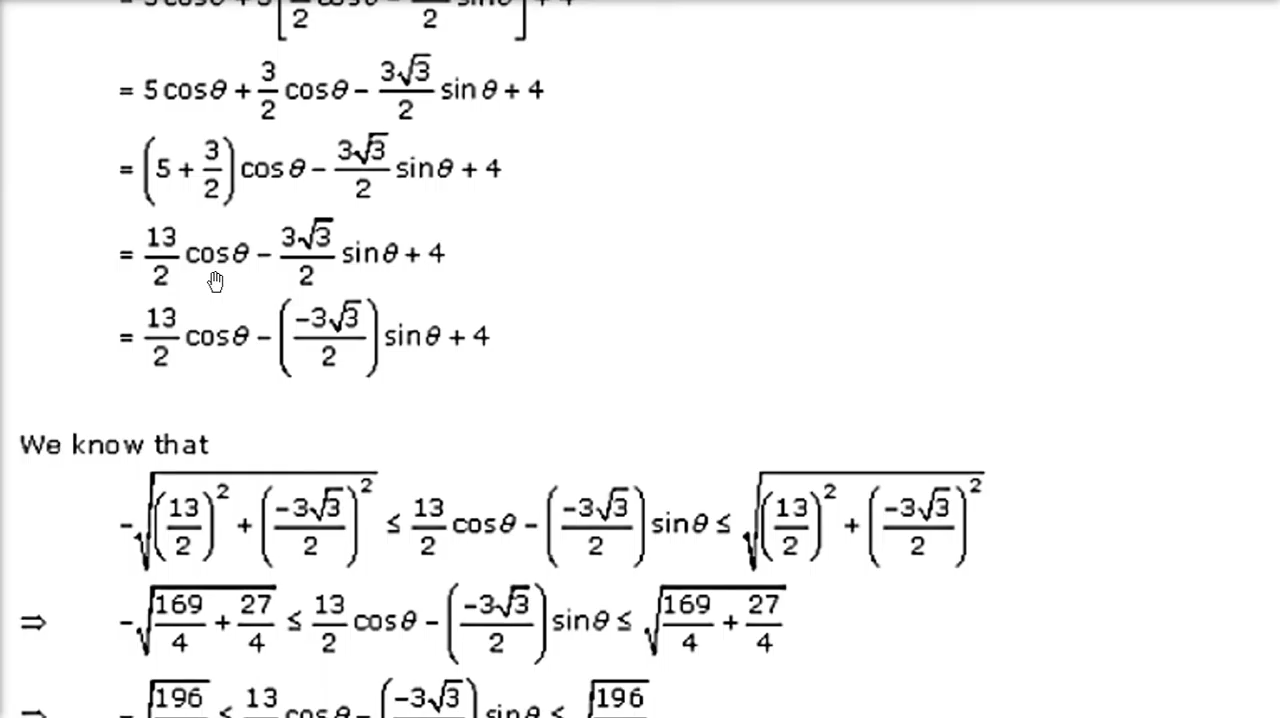 = 5cosθ + 3/2 cosθ − 3√3/2 sinθ + 4
= (5 + 3/2) cosθ − 3√3/2 sinθ + 4
= 13/2 cosθ − 3√3/2 sinθ + 4
= 13/2 cosθ − (−3√3/2) sinθ + 4
We know that
−√((13/2)² + (−3√3/2)²) ≤ 13/2 cosθ − (−3√3/2) sinθ ≤ √((13/2)² + (−3√3/2)²)
⇒ −√(169/4 + 27/4) ≤ 13/2 cosθ − (−3√3/2) sinθ ≤ √(169/4 + 27/4)